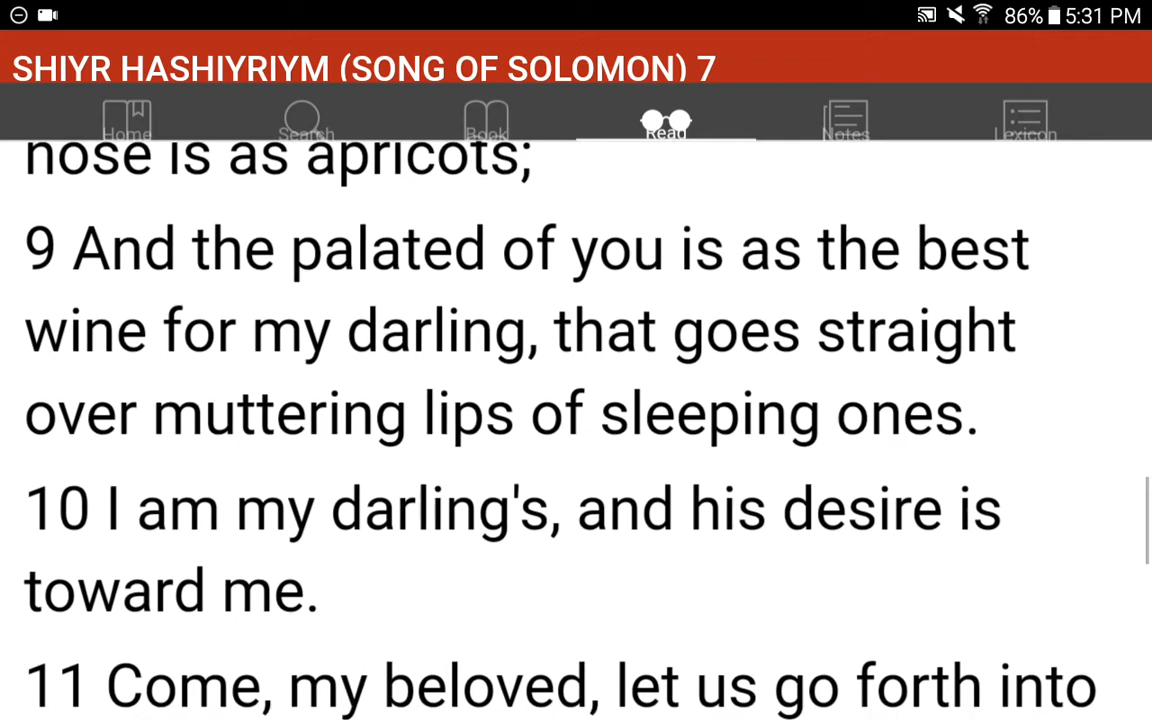 86% 5:31 PM
SHIYR HASHIYRIYM (SONG OF SOLOMON) 7
Home Search Book Read Notes Lexicon
nose is as apricots;
9 And the palated of you is as the best
wine for my darling, that goes straight
over muttering lips of sleeping ones.
10 I am my darling's, and his desire is
toward me.
11 Come, my beloved, let us go forth into